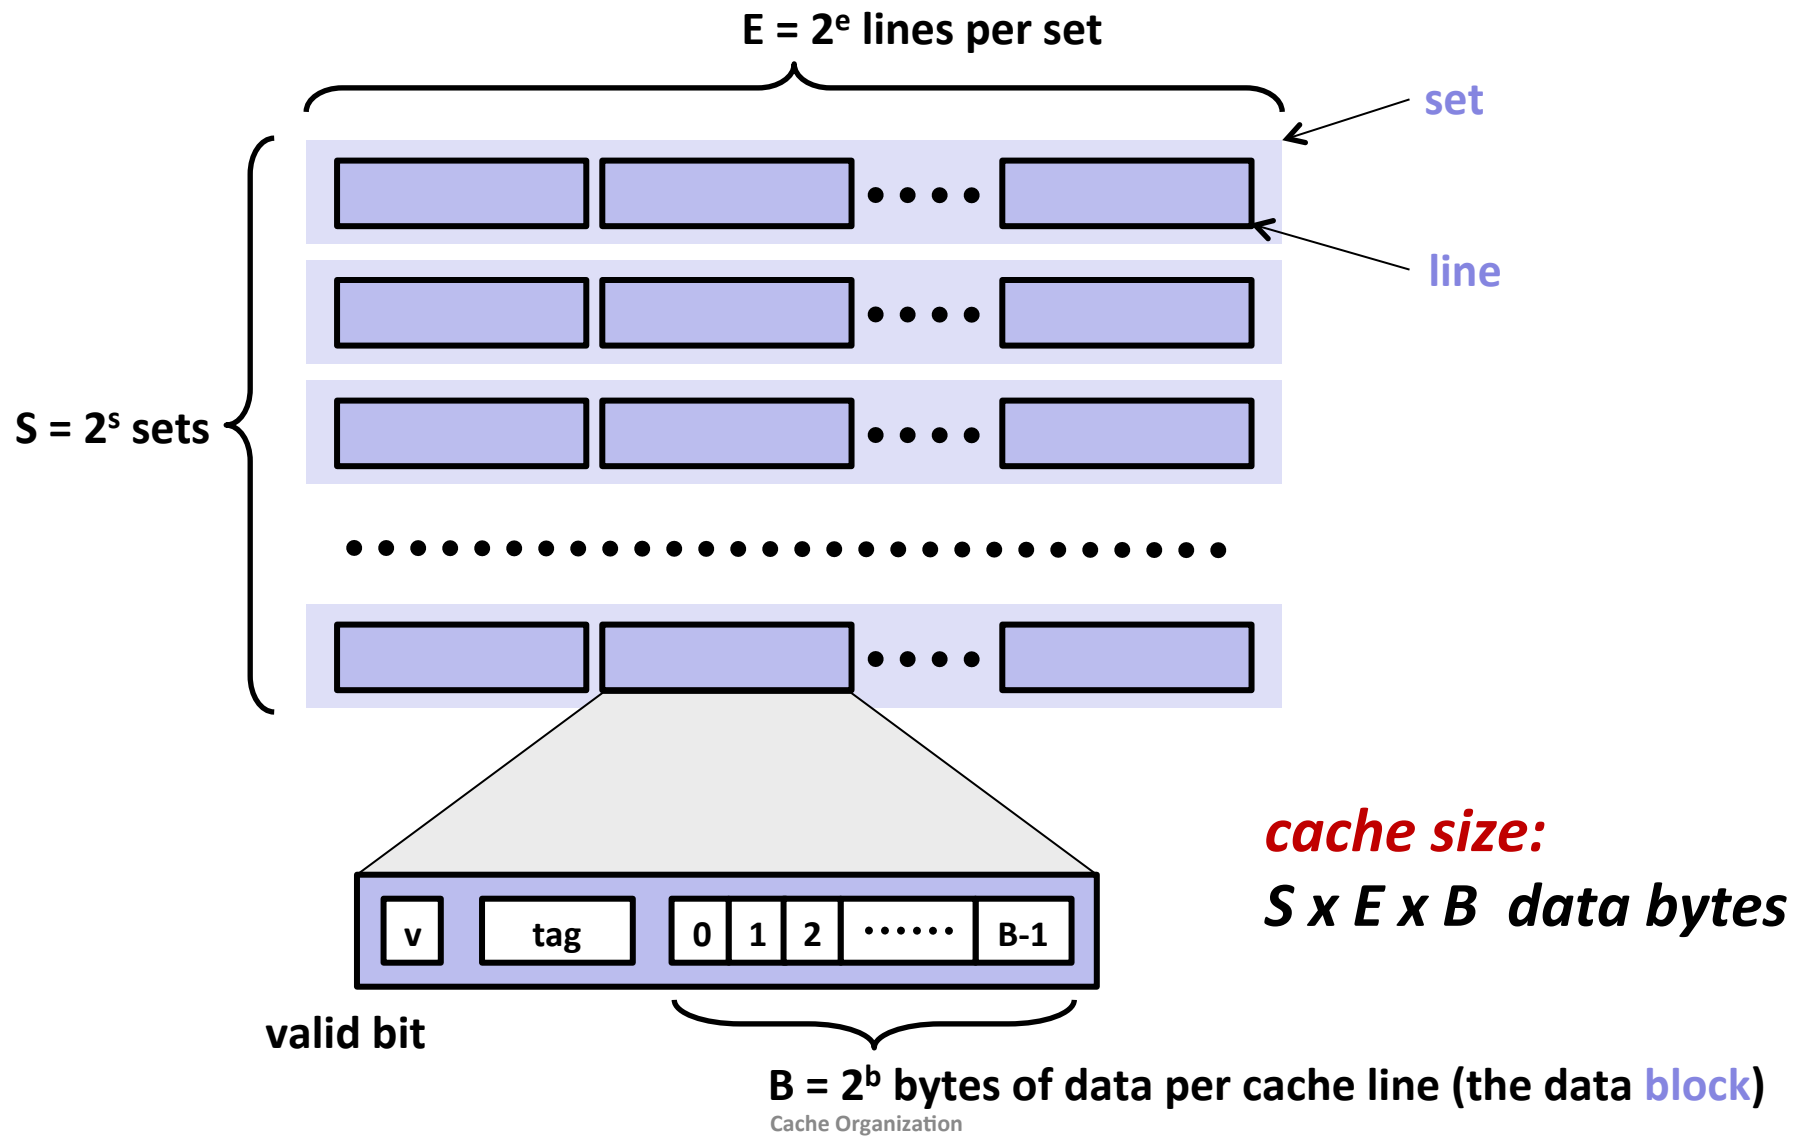 E = 2ᵉ lines per set
set
line
S = 2ˢ sets
cache size:
S x E x B data bytes
v tag 0 1 2 ······ B-1
valid bit
B = 2ᵇ bytes of data per cache line (the data block)
Cache Organization